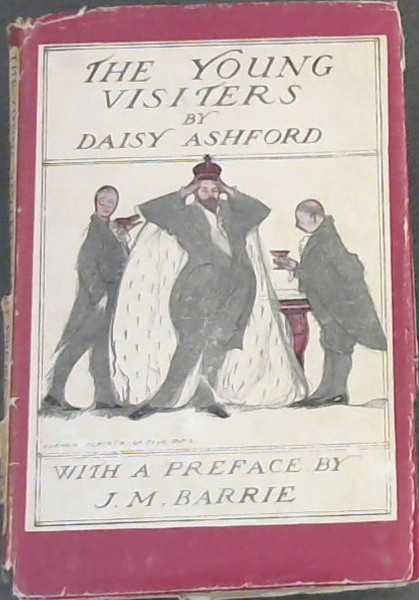 THE YOUNG
VISITERS
BY
DAISY ASHFORD
WITH A PREFACE BY
J. M. BARRIE